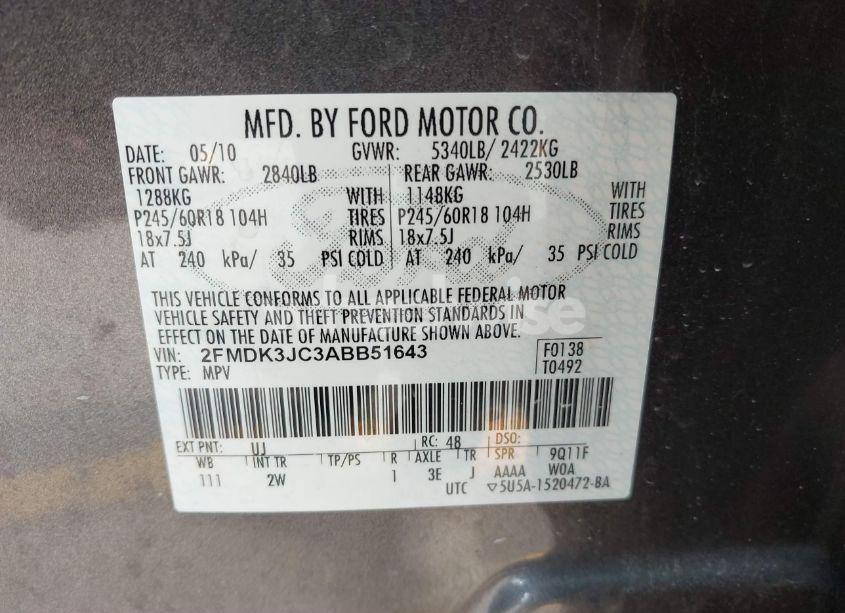 MFD. BY FORD MOTOR CO.
DATE: 05/10 GVWR: 5340LB/ 2422KG
FRONT GAWR: 2840LB REAR GAWR: 2530LB
1288KG WITH 1148KG WITH
P245/60R18 104H TIRES P245/60R18 104H TIRES
18x7.5J RIMS 18x7.5J RIMS
AT 240 kPa/ 35 PSI COLD AT 240 kPa/ 35 PSI COLD
THIS VEHICLE CONFORMS TO ALL APPLICABLE FEDERAL MOTOR
VEHICLE SAFETY AND THEFT PREVENTION STANDARDS IN
EFFECT ON THE DATE OF MANUFACTURE SHOWN ABOVE.
VIN: 2FMDK3JC3ABB51643 F0138
TYPE: MPV T0492
EXT PNT: UJ RC: 48 DSO:
WB INT TR TP/PS R AXLE TR SPR 9Q11F
111 2W 1 3E J AAAA WOA
UTC ▽5U5A-1520472-BA